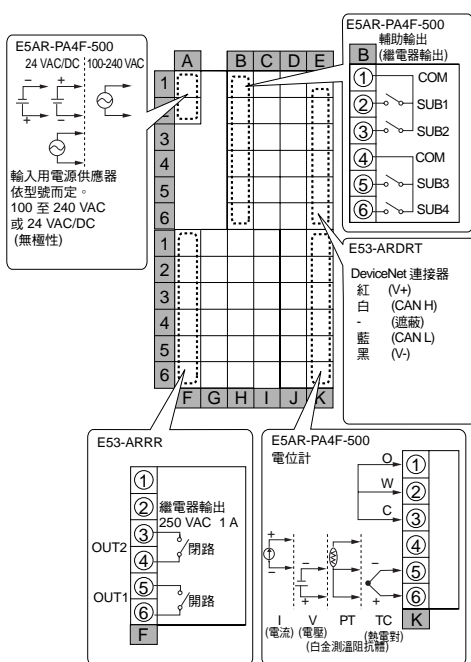 E5AR-PA4F-500
24 VAC/DC
100-240 VAC
輸入用電源供應器
依型號而定。
100 至 240 VAC
或 24 VAC/DC
(無極性)
A B C D E
1
2
3
4
5
6
1
2
3
4
5
6
F G H I J K
E5AR-PA4F-500
輔助輸出
(繼電器輸出)
B
① COM
② SUB1
③ SUB2
④ COM
⑤ SUB3
⑥ SUB4
E53-ARDRT
DeviceNet 連接器
紅 (V+)
白 (CAN H)
- (遮蔽)
藍 (CAN L)
黑 (V-)
E53-ARRR
①
②
③
④
⑤
⑥
繼電器輸出
250 VAC 1 A
OUT2 閉路
OUT1 開路
F
E5AR-PA4F-500
電位計
O ①
W ②
C ③
④
⑤
⑥
K
I V PT TC
(電流) (電壓) (熱電對)
(白金測溫阻抗體)